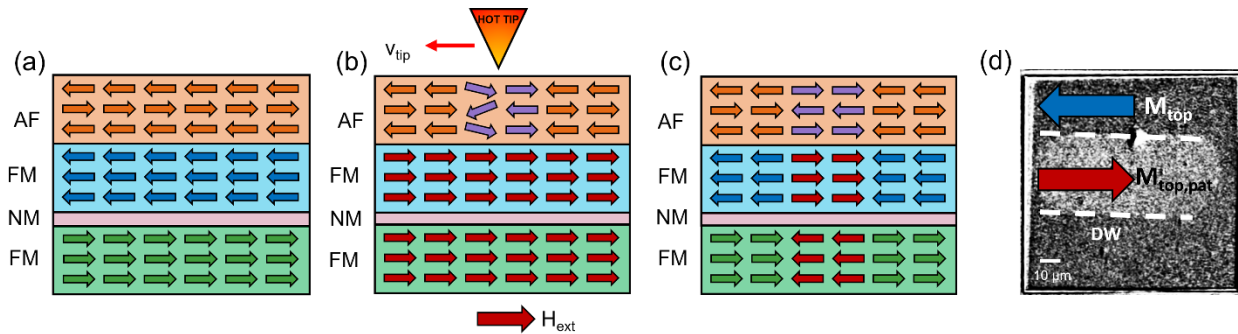 (a)
AF
FM
NM
FM
(b)
HOT TIP
v_tip
AF
FM
NM
FM
H_ext
(c)
AF
FM
NM
FM
(d)
M_top
M_top,pat
DW
10 µm